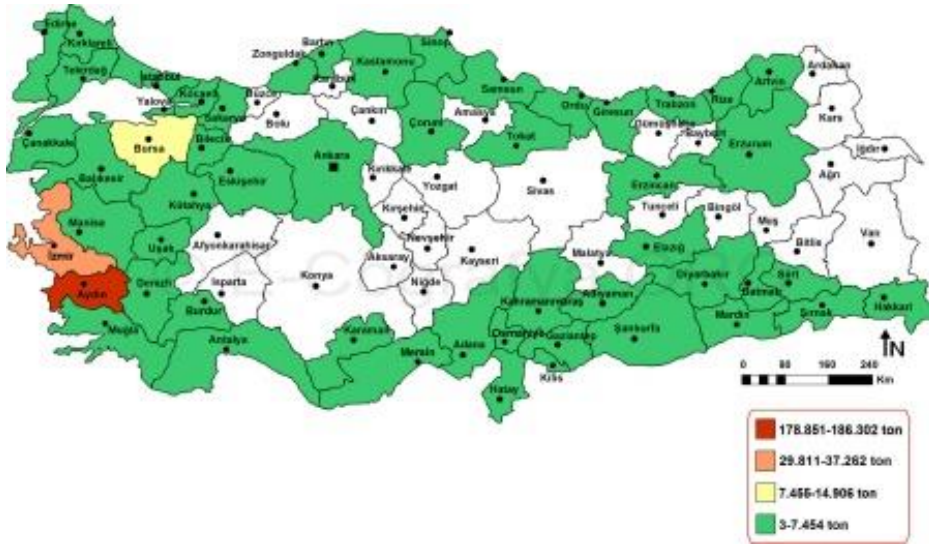 Edirne
Kırklareli
Tekirdağ
İstanbul
Yalova
Kocaeli
Sakarya
Düzce
Zonguldak
Bartın
Karabük
Kastamonu
Sinop
Samsun
Ordu
Giresun
Trabzon
Rize
Artvin
Ardahan
Kars
Iğdır
Ağrı
Çanakkale
Bursa
Bilecik
Bolu
Çankırı
Çorum
Amasya
Tokat
Gümüşhane
Bayburt
Erzurum
Balıkesir
Kütahya
Eskişehir
Ankara
Kırıkkale
Yozgat
Sivas
Erzincan
Tunceli
Bingöl
Muş
Bitlis
Van
Manisa
İzmir
Uşak
Afyonkarahisar
Kırşehir
Nevşehir
Aksaray
Kayseri
Malatya
Elazığ
Diyarbakır
Batman
Siirt
Aydın
Denizli
Isparta
Burdur
Konya
Niğde
Kahramanmaraş
Adıyaman
Mardin
Şırnak
Hakkari
Muğla
Antalya
Karaman
Mersin
Adana
Osmaniye
Gaziantep
Şanlıurfa
Kilis
Hatay
N
0 80 160 240
Km
178.851-186.302 ton
29.811-37.262 ton
7.455-14.906 ton
3-7.454 ton